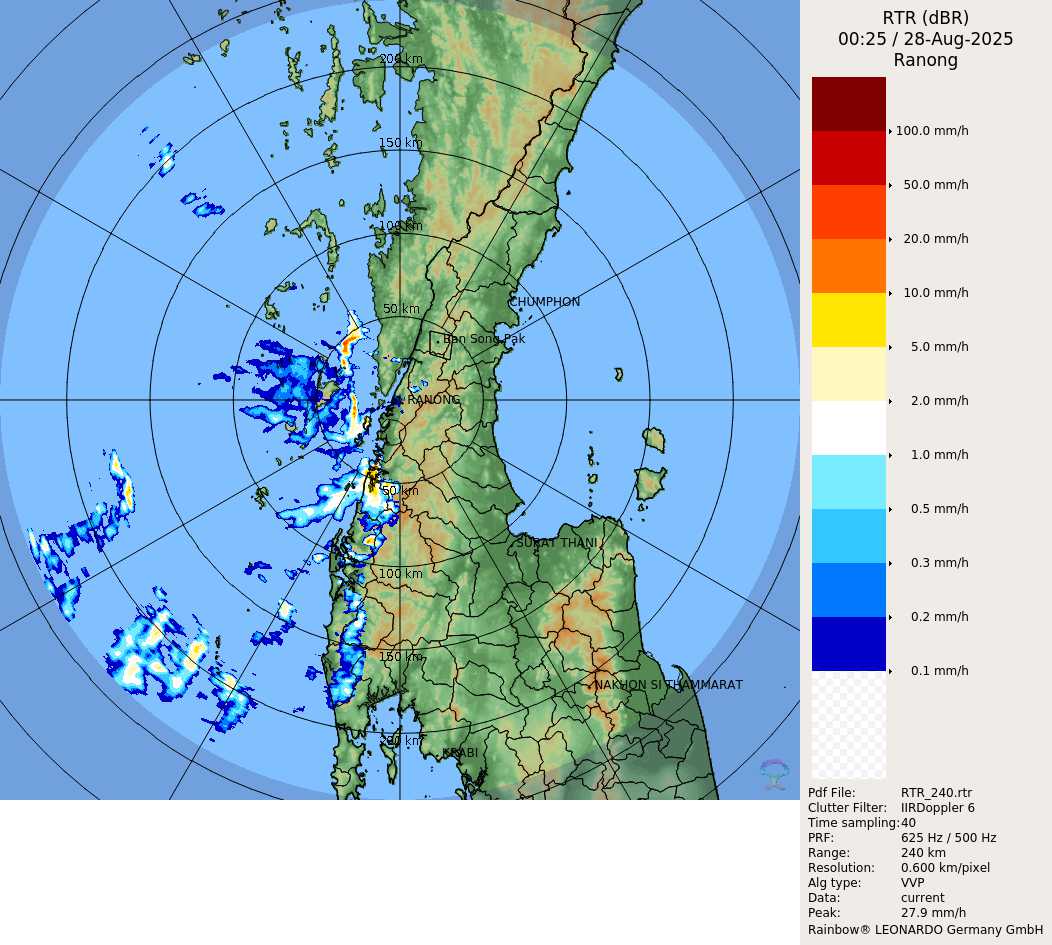 RTR (dBR)
00:25 / 28-Aug-2025
Ranong
100.0 mm/h
50.0 mm/h
20.0 mm/h
10.0 mm/h
5.0 mm/h
2.0 mm/h
1.0 mm/h
0.5 mm/h
0.3 mm/h
0.2 mm/h
0.1 mm/h
200 km
150 km
100 km
50 km
CHUMPHON
Ban Song Pak
RANONG
50 km
SURAT THANI
100 km
150 km
NAKHON SI THAMMARAT
200 km
KRABI
Pdf File: RTR_240.rtr
Clutter Filter: IIRDoppler 6
Time sampling: 40
PRF: 625 Hz / 500 Hz
Range: 240 km
Resolution: 0.600 km/pixel
Alg type: VVP
Data: current
Peak: 27.9 mm/h
Rainbow® LEONARDO Germany GmbH